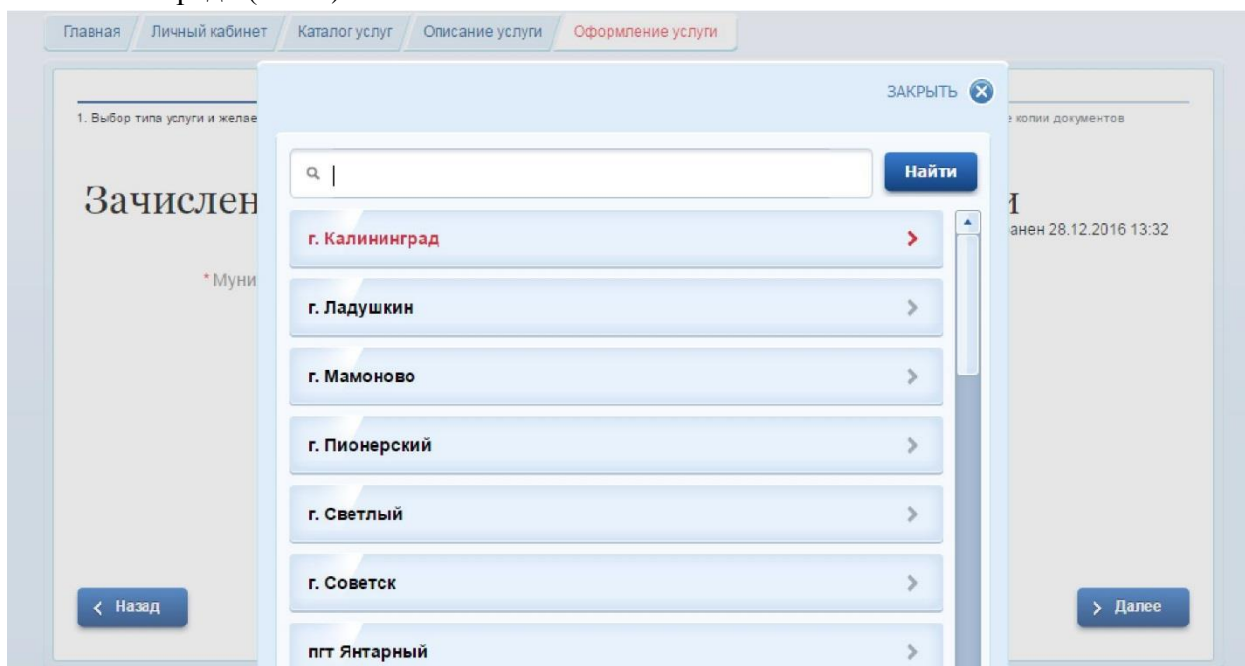 Главная Личный кабинет Каталог услуг Описание услуги Оформление услуги
ЗАКРЫТЬ
1. Выбор типа услуги и желае
е копии документов
Найти
Зачислен
и
г. Калининград
анен 28.12.2016 13:32
*Муни
г. Ладушкин
г. Мамоново
г. Пионерский
г. Светлый
г. Советск
Назад
Далее
пгт Янтарный